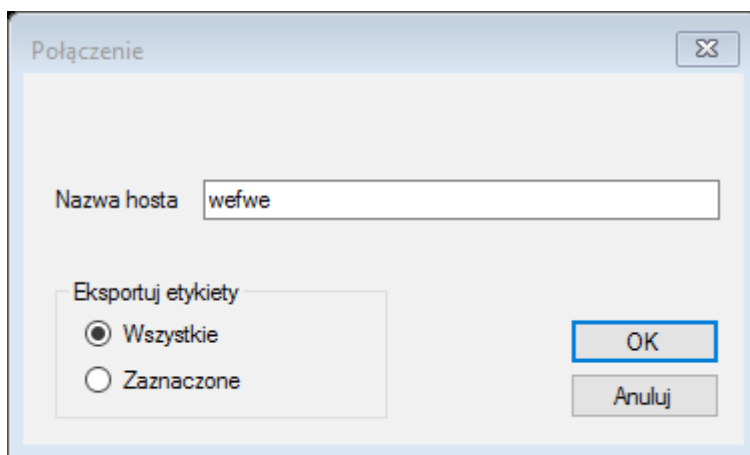 Połączenie
Nazwa hosta wefwe
Eksportuj etykiety
Wszystkie
Zaznaczone
OK
Anuluj